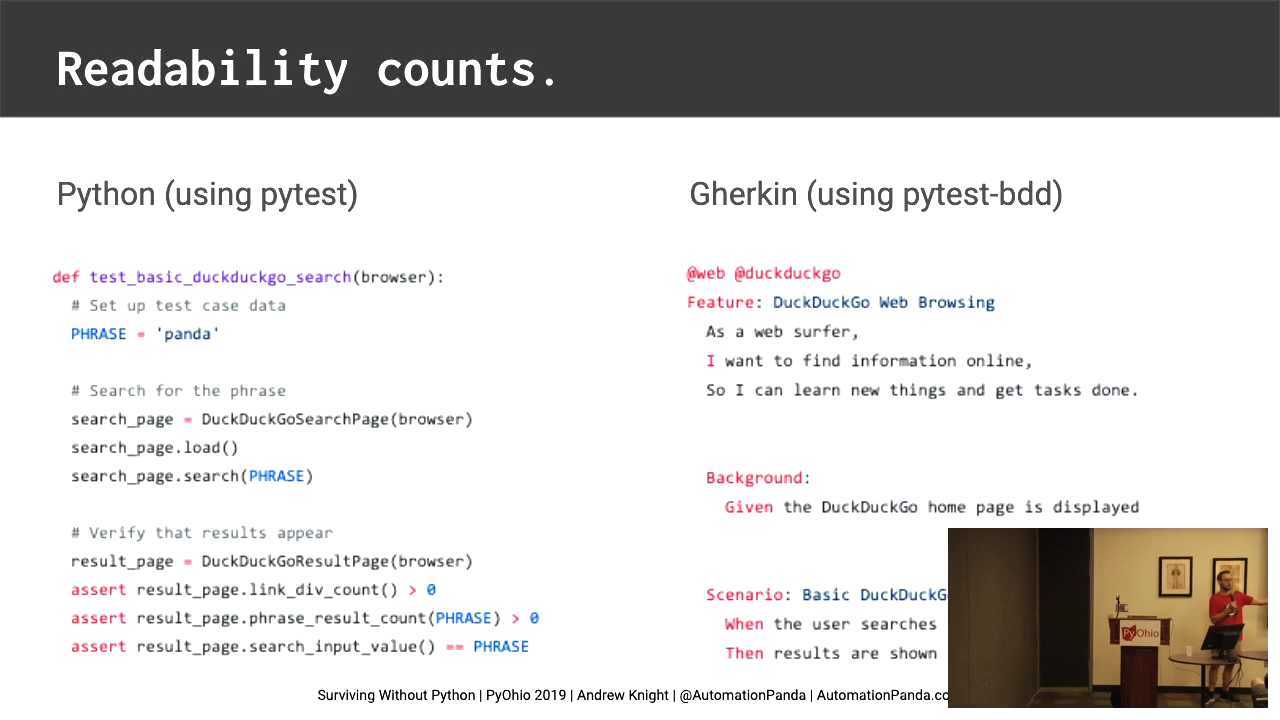 Readability counts.
Python (using pytest)
def test_basic_duckduckgo_search(browser):
# Set up test case data
PHRASE = 'panda'
# Search for the phrase
search_page = DuckDuckGoSearchPage(browser)
search_page.load()
search_page.search(PHRASE)
# Verify that results appear
result_page = DuckDuckGoResultPage(browser)
assert result_page.link_div_count() > 0
assert result_page.phrase_result_count(PHRASE) > 0
assert result_page.search_input_value() == PHRASE
Gherkin (using pytest-bdd)
@web @duckduckgo
Feature: DuckDuckGo Web Browsing
As a web surfer,
I want to find information online,
So I can learn new things and get tasks done.
Background:
Given the DuckDuckGo home page is displayed
Scenario: Basic DuckDuckG
When the user searches
Then results are shown
PyOhio
Surviving Without Python | PyOhio 2019 | Andrew Knight | @AutomationPanda | AutomationPanda.co